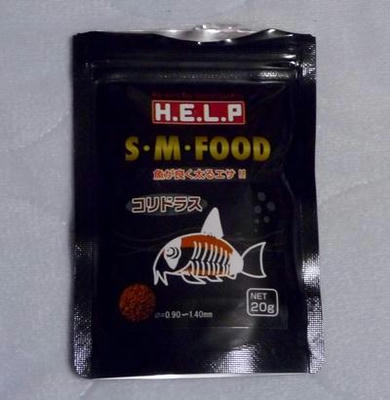 H.E.L.P
S・M・FOOD
魚が良く太るエサ!!
コリドラス
NET
20g
Ø=0.90～1.40mm